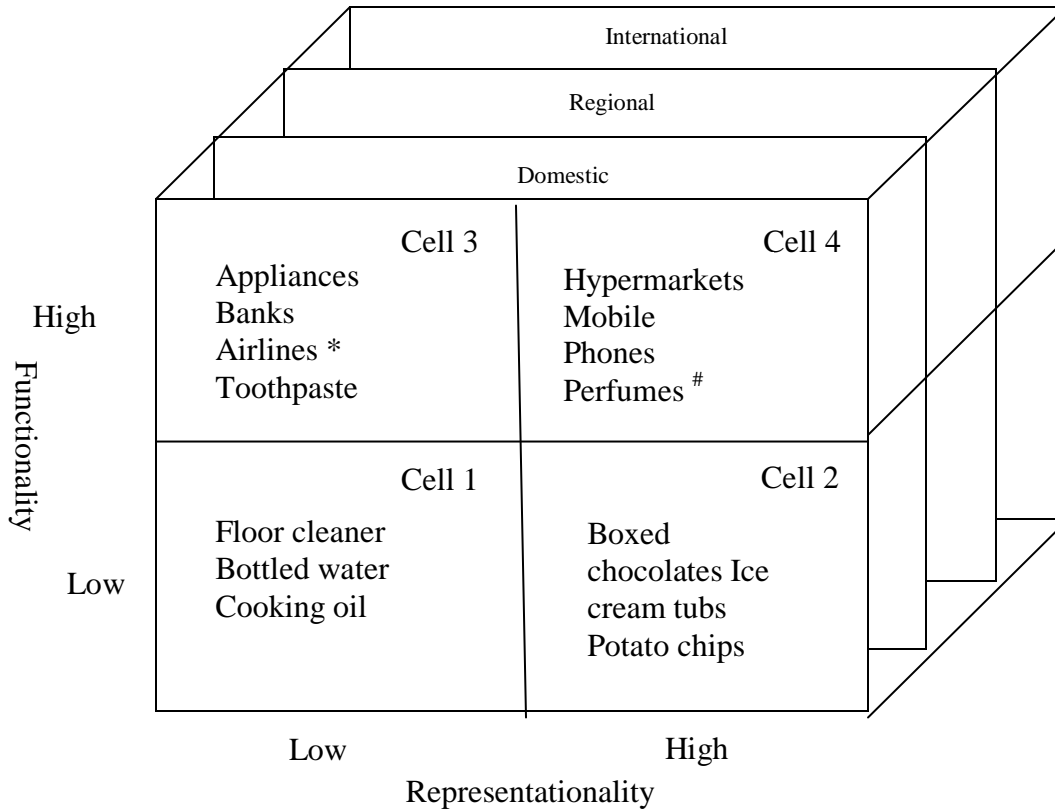 International
Regional
Domestic
Cell 3
Appliances
Banks
Airlines *
Toothpaste
Cell 4
Hypermarkets
Mobile
Phones
Perfumes #
High
Functionality
Low
Cell 1
Floor cleaner
Bottled water
Cooking oil
Cell 2
Boxed
chocolates Ice
cream tubs
Potato chips
Low
High
Representationality